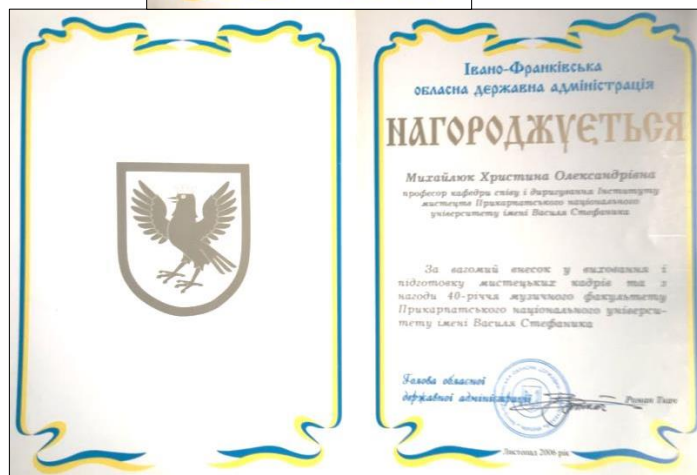 Івано-Франківська
обласна державна адміністрація
НАГОРОДЖУЄТЬСЯ
Михайлюк Христина Олександрівна
професор кафедри співу і диригування Інституту
мистецтв Прикарпатського національного
університету імені Василя Стефаника
За вагомий внесок у виховання і
підготовку мистецьких кадрів та з
нагоди 40-річчя музичного факультету
Прикарпатського національного універси-
тету імені Василя Стефаника
Голова обласної
державної адміністрації
Роман Ткач
Листопад 2006 рік